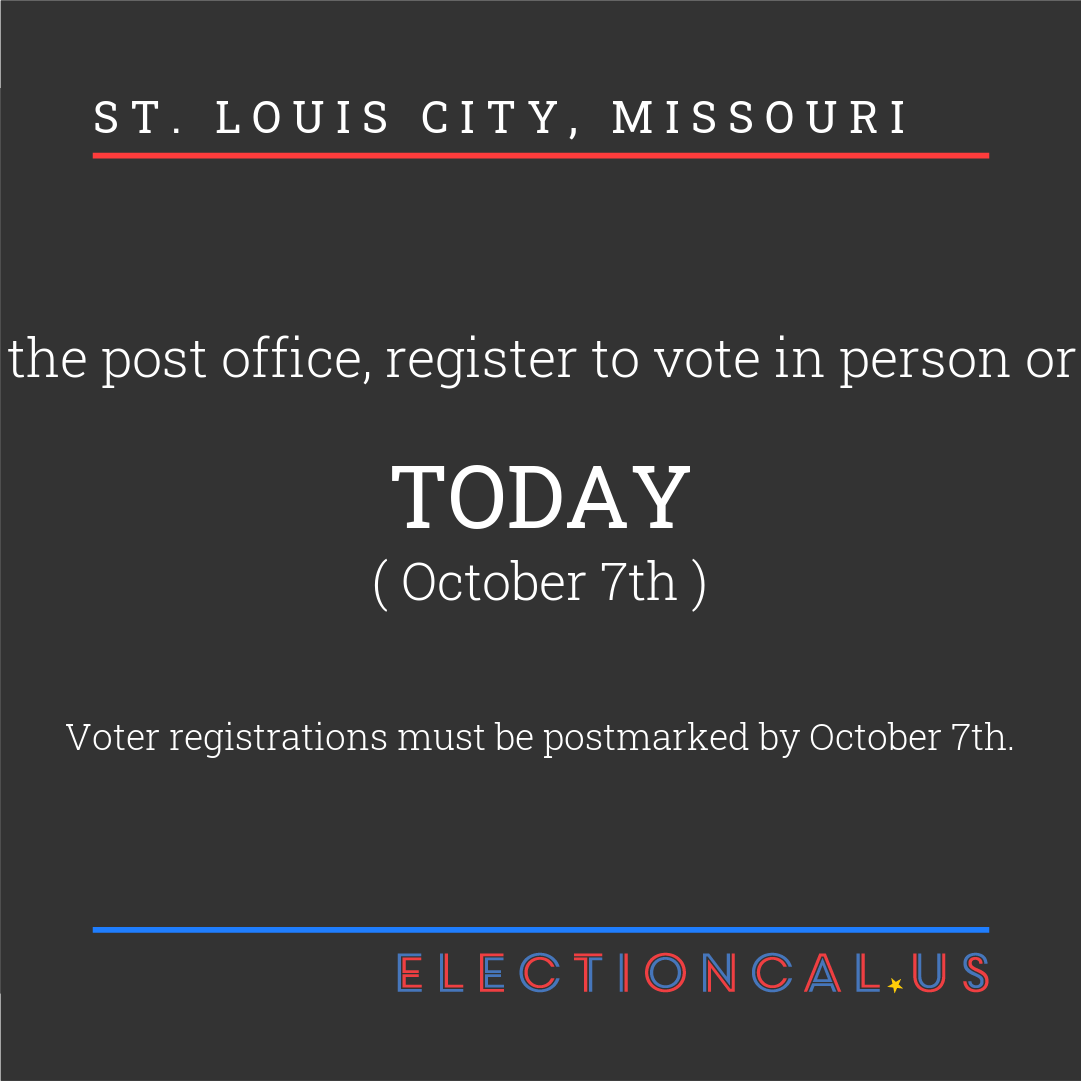 ST. LOUIS CITY, MISSOURI
the post office, register to vote in person or
TODAY
( October 7th )
Voter registrations must be postmarked by October 7th.
ELECTIONCAL.US